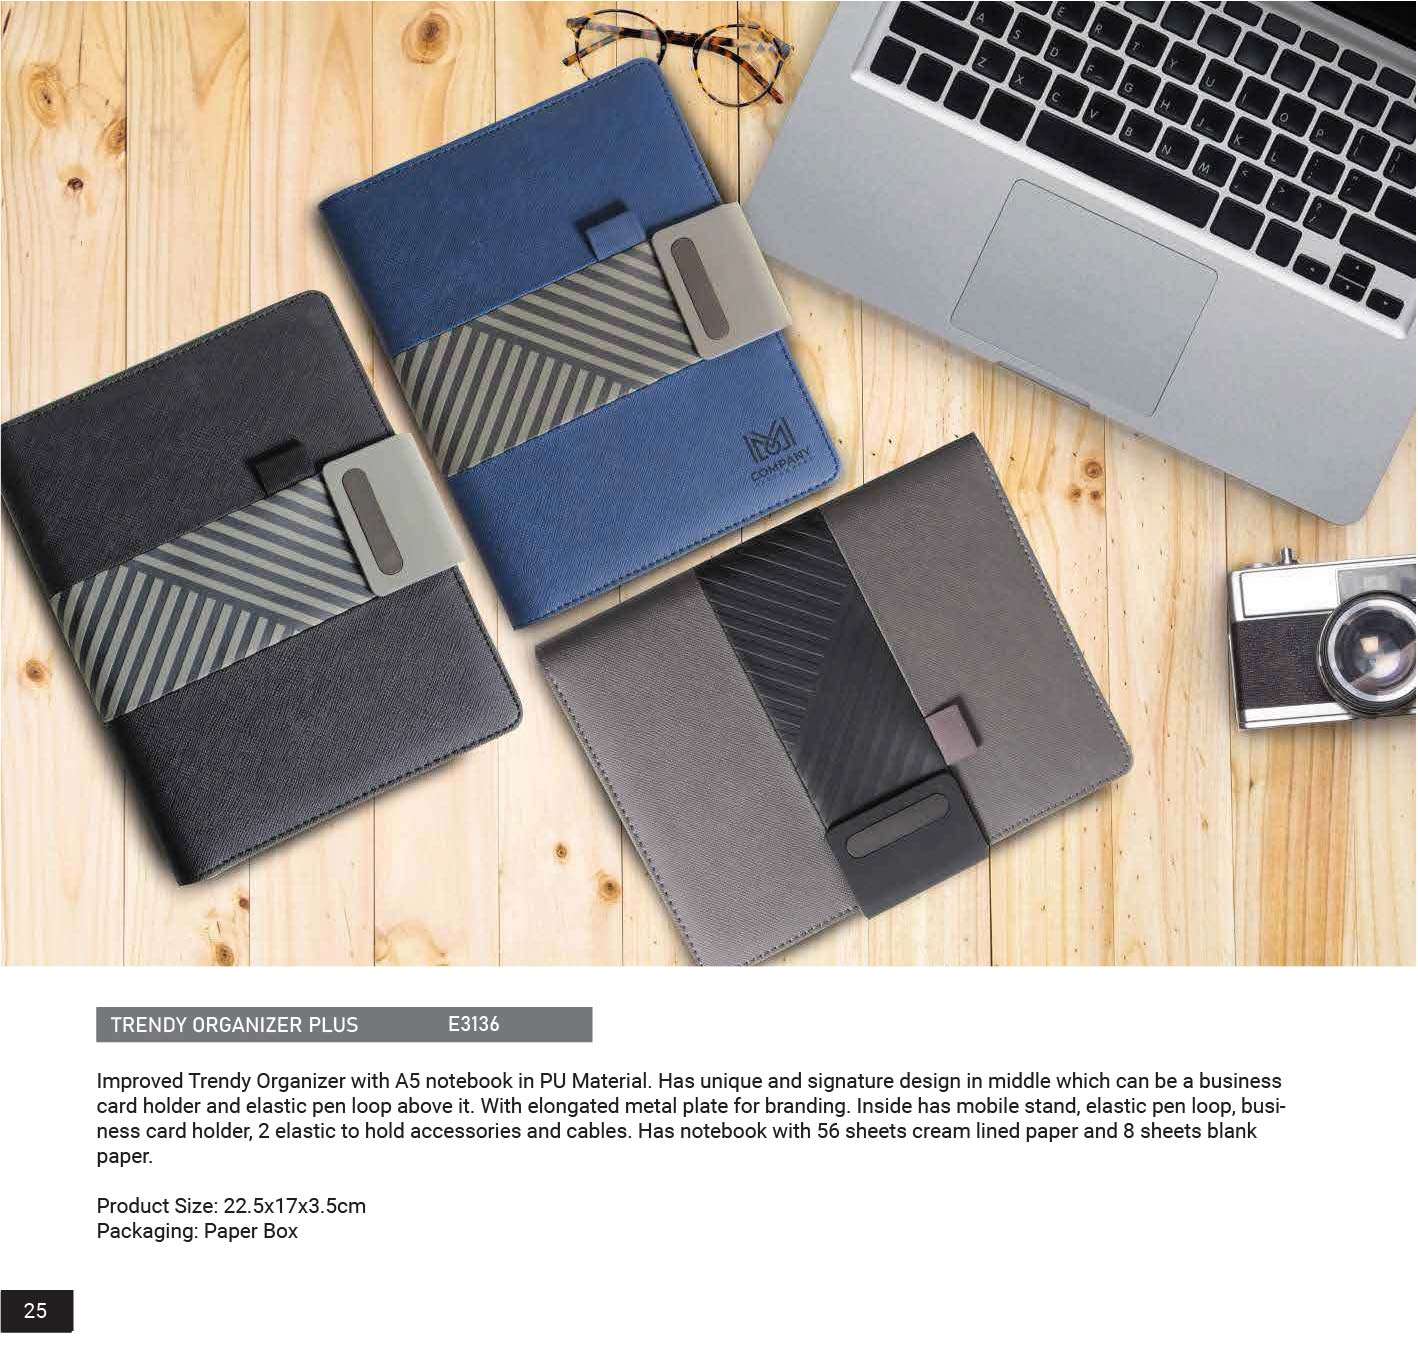 COMPANY
TRENDY ORGANIZER PLUS E3136
Improved Trendy Organizer with A5 notebook in PU Material. Has unique and signature design in middle which can be a business
card holder and elastic pen loop above it. With elongated metal plate for branding. Inside has mobile stand, elastic pen loop, busi-
ness card holder, 2 elastic to hold accessories and cables. Has notebook with 56 sheets cream lined paper and 8 sheets blank
paper.
Product Size: 22.5x17x3.5cm
Packaging: Paper Box
25